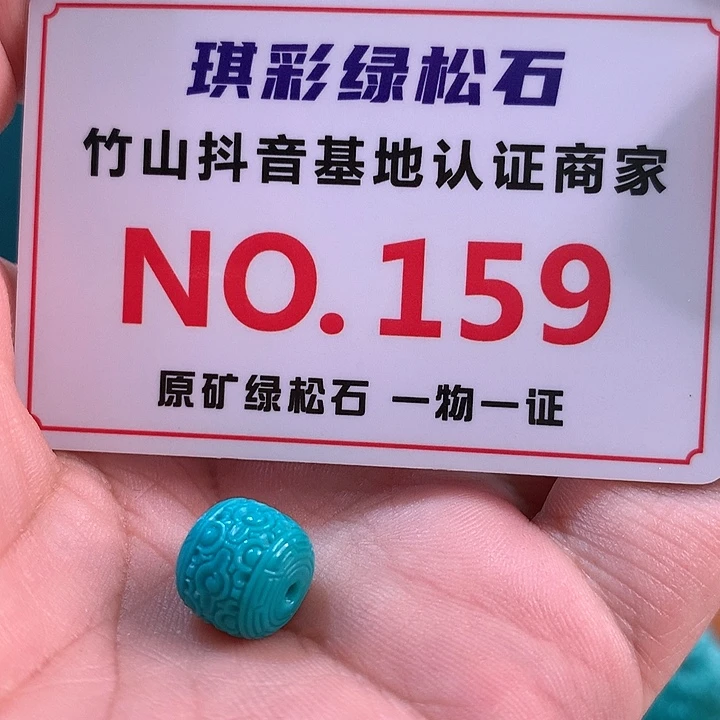 琪彩绿松石
竹山抖音基地认证商家
NO.159
原矿绿松石 一物一证